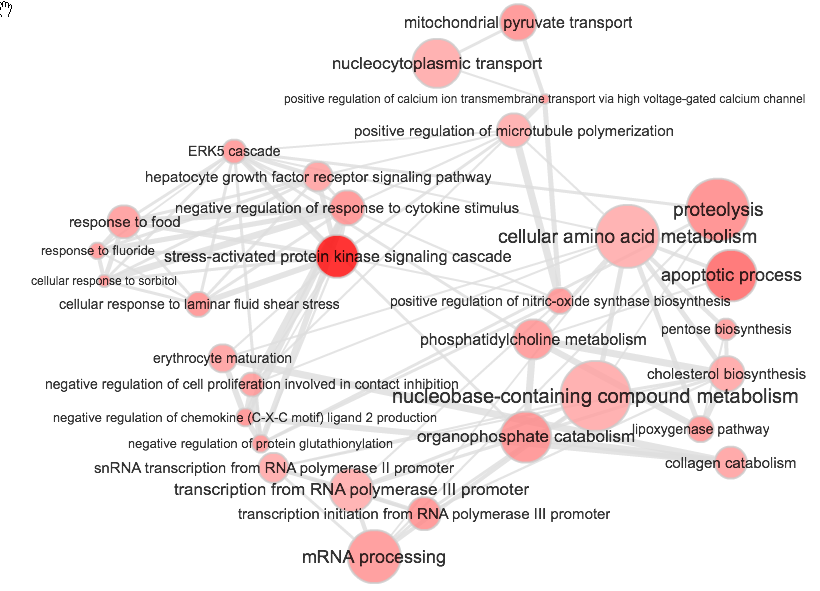 mitochondrial pyruvate transport
nucleocytoplasmic transport
positive regulation of calcium ion transmembrane transport via high voltage-gated calcium channel
positive regulation of microtubule polymerization
ERK5 cascade
hepatocyte growth factor receptor signaling pathway
negative regulation of response to cytokine stimulus
proteolysis
response to food
cellular amino acid metabolism
response to fluoride
stress-activated protein kinase signaling cascade
apoptotic process
cellular response to sorbitol
positive regulation of nitric-oxide synthase biosynthesis
cellular response to laminar fluid shear stress
pentose biosynthesis
phosphatidylcholine metabolism
erythrocyte maturation
cholesterol biosynthesis
negative regulation of cell proliferation involved in contact inhibition
nucleobase-containing compound metabolism
negative regulation of chemokine (C-X-C motif) ligand 2 production
lipoxygenase pathway
organophosphate catabolism
negative regulation of protein glutathionylation
collagen catabolism
snRNA transcription from RNA polymerase II promoter
transcription from RNA polymerase III promoter
transcription initiation from RNA polymerase III promoter
mRNA processing